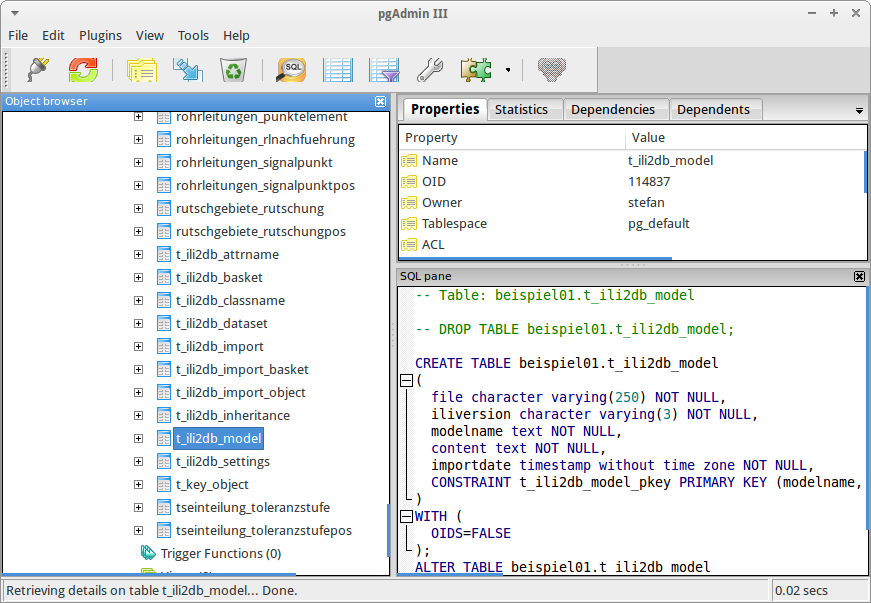 pgAdmin III
File Edit Plugins View Tools Help
SQL
Object browser
rohrleitungen_punktelement
rohrleitungen_rlnachfuehrung
rohrleitungen_signalpunkt
rohrleitungen_signalpunktpos
rutschgebiete_rutschung
rutschgebiete_rutschungpos
t_ili2db_attrname
t_ili2db_basket
t_ili2db_classname
t_ili2db_dataset
t_ili2db_import
t_ili2db_import_basket
t_ili2db_import_object
t_ili2db_inheritance
t_ili2db_model
t_ili2db_settings
t_key_object
tseinteilung_toleranzstufe
tseinteilung_toleranzstufepos
Trigger Functions (0)
Properties Statistics Dependencies Dependents
Property Value
Name t_ili2db_model
OID 114837
Owner stefan
Tablespace pg_default
ACL
SQL pane
-- Table: beispiel01.t_ili2db_model
-- DROP TABLE beispiel01.t_ili2db_model;
CREATE TABLE beispiel01.t_ili2db_model
(
file character varying(250) NOT NULL,
iliversion character varying(3) NOT NULL,
modelname text NOT NULL,
content text NOT NULL,
importdate timestamp without time zone NOT NULL,
CONSTRAINT t_ili2db_model_pkey PRIMARY KEY (modelname,
)
WITH (
OIDS=FALSE
);
ALTER TABLE beispiel01.t_ili2db_model
Retrieving details on table t_ili2db_model... Done. 0.02 secs